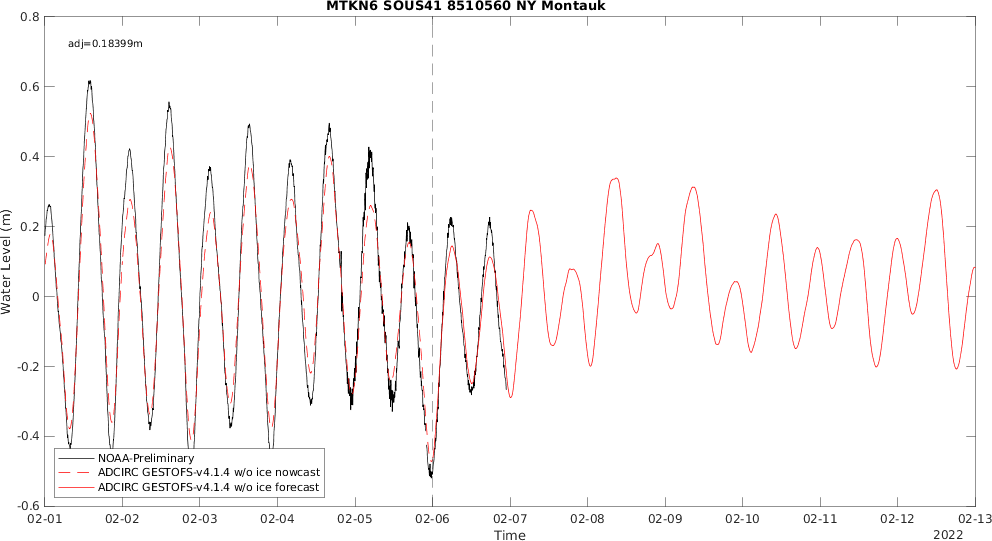 MTKN6 SOUS41 8510560 NY Montauk
adj=0.18399m
Water Level (m)
0.8
0.6
0.4
0.2
0
-0.2
-0.4
-0.6
NOAA-Preliminary
ADCIRC GESTOFS-v4.1.4 w/o ice nowcast
ADCIRC GESTOFS-v4.1.4 w/o ice forecast
02-01 02-02 02-03 02-04 02-05 02-06 02-07 02-08 02-09 02-10 02-11 02-12 02-13
Time
2022